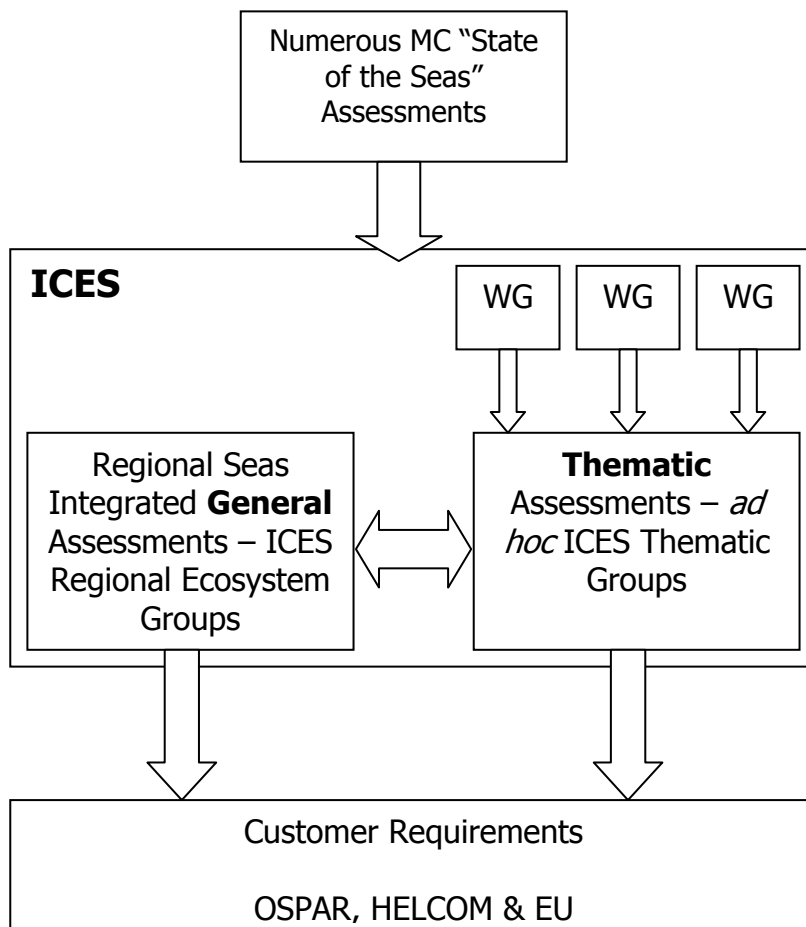 Numerous MC “State
of the Seas”
Assessments
ICES
WG
WG
WG
Regional Seas
Integrated General
Assessments – ICES
Regional Ecosystem
Groups
Thematic
Assessments – ad
hoc ICES Thematic
Groups
Customer Requirements
OSPAR, HELCOM & EU